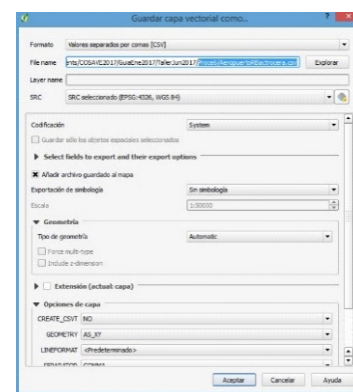 Guardar capa vectorial como...
Formato Valores separados por comas [CSV]
File name Explorar
Layer name
SRC SRC seleccionado (EPSG:4326, WGS 84)
Codificación System
Guardar sólo los objetos espaciales seleccionados
Select fields to export and their export options
Añadir archivo guardado al mapa
Exportación de simbología Sin simbología
Escala 1:50000
Geometría
Tipo de geometría Automatic
Force multi-type
Include z-dimension
Extensión (actual: capa)
Opciones de capa
CREATE_CSVT NO
GEOMETRY AS_XY
LINEFORMAT <Predeterminado>
SEPARATOR COMMA
Aceptar Cancelar Ayuda